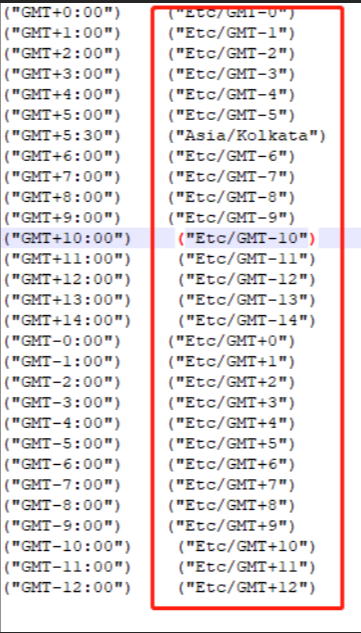 ("GMT+0:00") ("Etc/GMT-0")
("GMT+1:00") ("Etc/GMT-1")
("GMT+2:00") ("Etc/GMT-2")
("GMT+3:00") ("Etc/GMT-3")
("GMT+4:00") ("Etc/GMT-4")
("GMT+5:00") ("Etc/GMT-5")
("GMT+5:30") ("Asia/Kolkata")
("GMT+6:00") ("Etc/GMT-6")
("GMT+7:00") ("Etc/GMT-7")
("GMT+8:00") ("Etc/GMT-8")
("GMT+9:00") ("Etc/GMT-9")
("GMT+10:00") ("Etc/GMT-10")
("GMT+11:00") ("Etc/GMT-11")
("GMT+12:00") ("Etc/GMT-12")
("GMT+13:00") ("Etc/GMT-13")
("GMT+14:00") ("Etc/GMT-14")
("GMT-0:00") ("Etc/GMT+0")
("GMT-1:00") ("Etc/GMT+1")
("GMT-2:00") ("Etc/GMT+2")
("GMT-3:00") ("Etc/GMT+3")
("GMT-4:00") ("Etc/GMT+4")
("GMT-5:00") ("Etc/GMT+5")
("GMT-6:00") ("Etc/GMT+6")
("GMT-7:00") ("Etc/GMT+7")
("GMT-8:00") ("Etc/GMT+8")
("GMT-9:00") ("Etc/GMT+9")
("GMT-10:00") ("Etc/GMT+10")
("GMT-11:00") ("Etc/GMT+11")
("GMT-12:00") ("Etc/GMT+12")